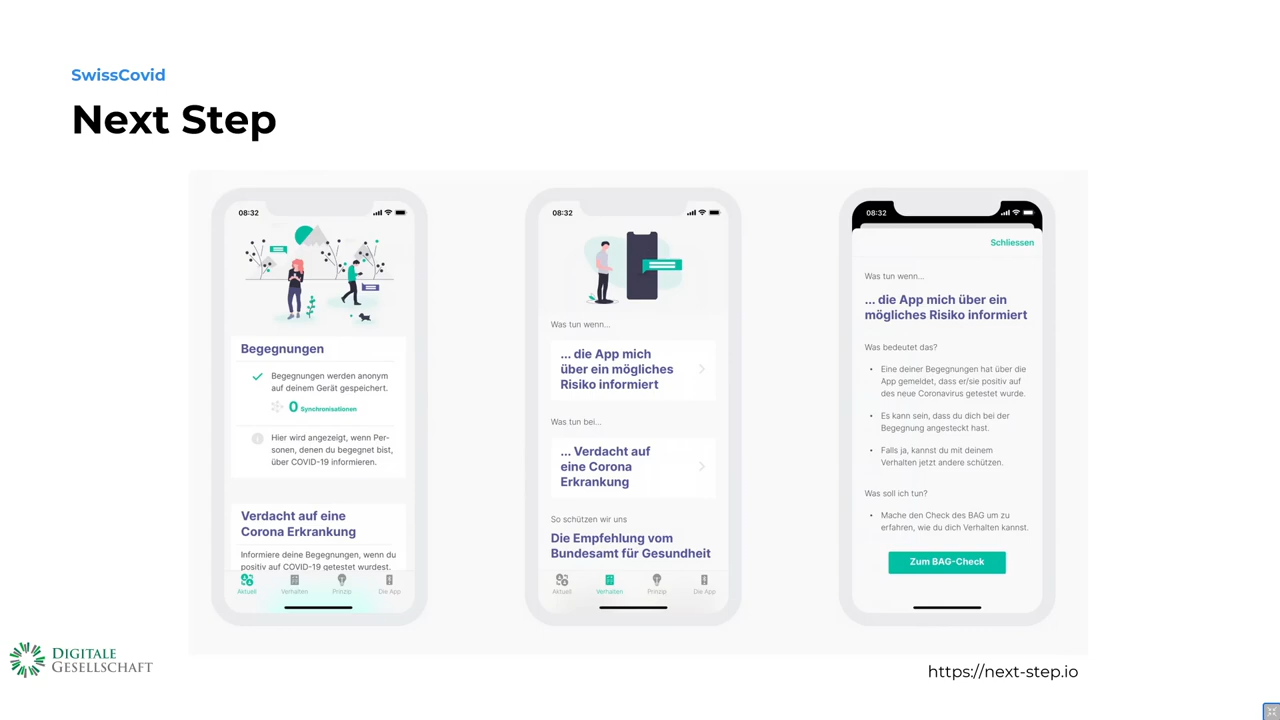 SwissCovid
Next Step
08:32
Begegnungen
Begegnungen werden anonym
auf deinem Gerät gespeichert.
0 Synchronisationen
Hier wird angezeigt, wenn Per-
sonen, denen du begegnet bist,
über COVID-19 informieren.
Verdacht auf eine
Corona Erkrankung
Informiere deine Begegnungen, wenn du
positiv auf COVID-19 getestet wurdest.
Aktuell
Verhalten
Prinzip
Die App
08:32
Was tun wenn...
... die App mich
über ein mögliches
Risiko informiert
Was tun bei...
... Verdacht auf
eine Corona
Erkrankung
So schützen wir uns
Die Empfehlung vom
Bundesamt für Gesundheit
Aktuell
Verhalten
Prinzip
Die App
08:32
Schliessen
Was tun wenn...
... die App mich über ein
mögliches Risiko informiert
Was bedeutet das?
• Eine deiner Begegnungen hat über die
App gemeldet, dass er/sie positiv auf
des neue Coronavirus getestet wurde.
• Es kann sein, dass du dich bei der
Begegnung angesteckt hast.
• Falls ja, kannst du mit deinem
Verhalten jetzt andere schützen.
Was soll ich tun?
• Mache den Check des BAG um zu
erfahren, wie du dich Verhalten kannst.
Zum BAG-Check
DIGITALE
GESELLSCHAFT
https://next-step.io